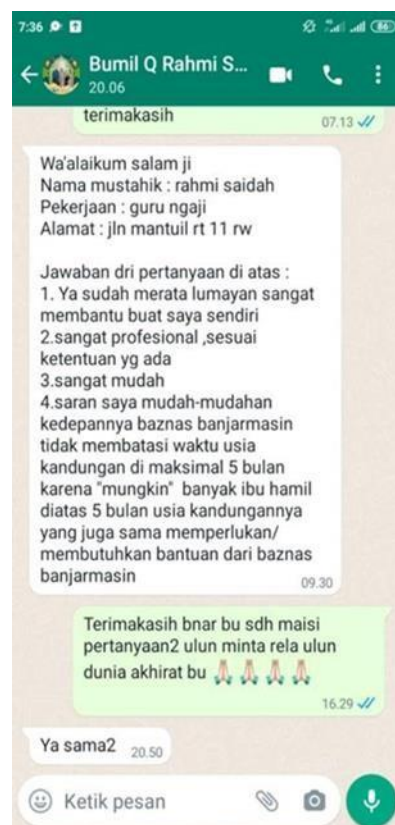 7:36
86
Bumil Q Rahmi S...
20.06
terimakasih
07.13
Wa'alaikum salam ji
Nama mustahik : rahmi saidah
Pekerjaan : guru ngaji
Alamat : jln mantuil rt 11 rw
Jawaban dri pertanyaan di atas :
1. Ya sudah merata lumayan sangat
membantu buat saya sendiri
2.sangat profesional ,sesuai
ketentuan yg ada
3.sangat mudah
4.saran saya mudah-mudahan
kedepannya baznas banjarmasin
tidak membatasi waktu usia
kandungan di maksimal 5 bulan
karena "mungkin" banyak ibu hamil
diatas 5 bulan usia kandungannya
yang juga sama memperlukan/
membutuhkan bantuan dari baznas
banjarmasin
09.30
Terimakasih bnar bu sdh maisi
pertanyaan2 ulun minta rela ulun
dunia akhirat bu 🙏🏻 🙏🏻 🙏🏻 🙏🏻
16.29
Ya sama2
20.50
Ketik pesan